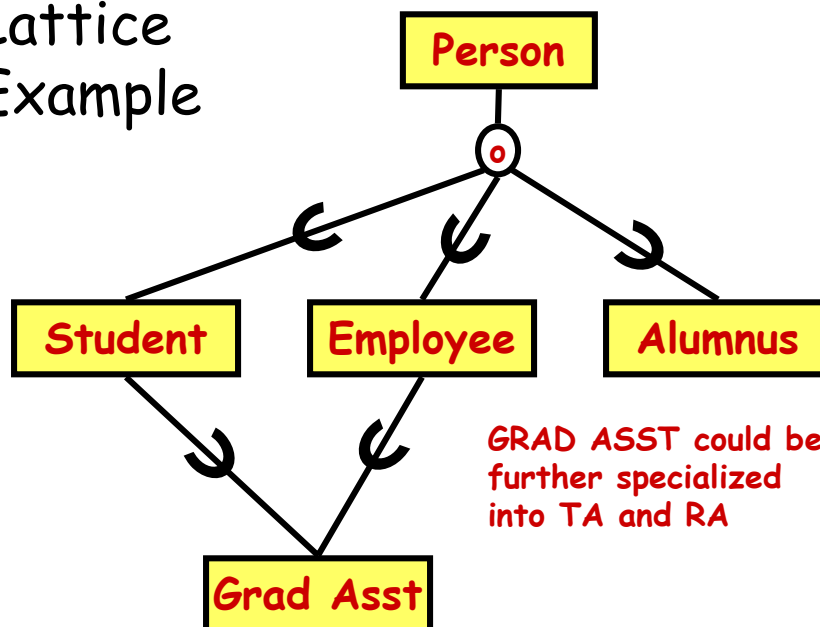 Lattice
Example
Person
o
Student
Employee
Alumnus
GRAD ASST could be
further specialized
into TA and RA
Grad Asst